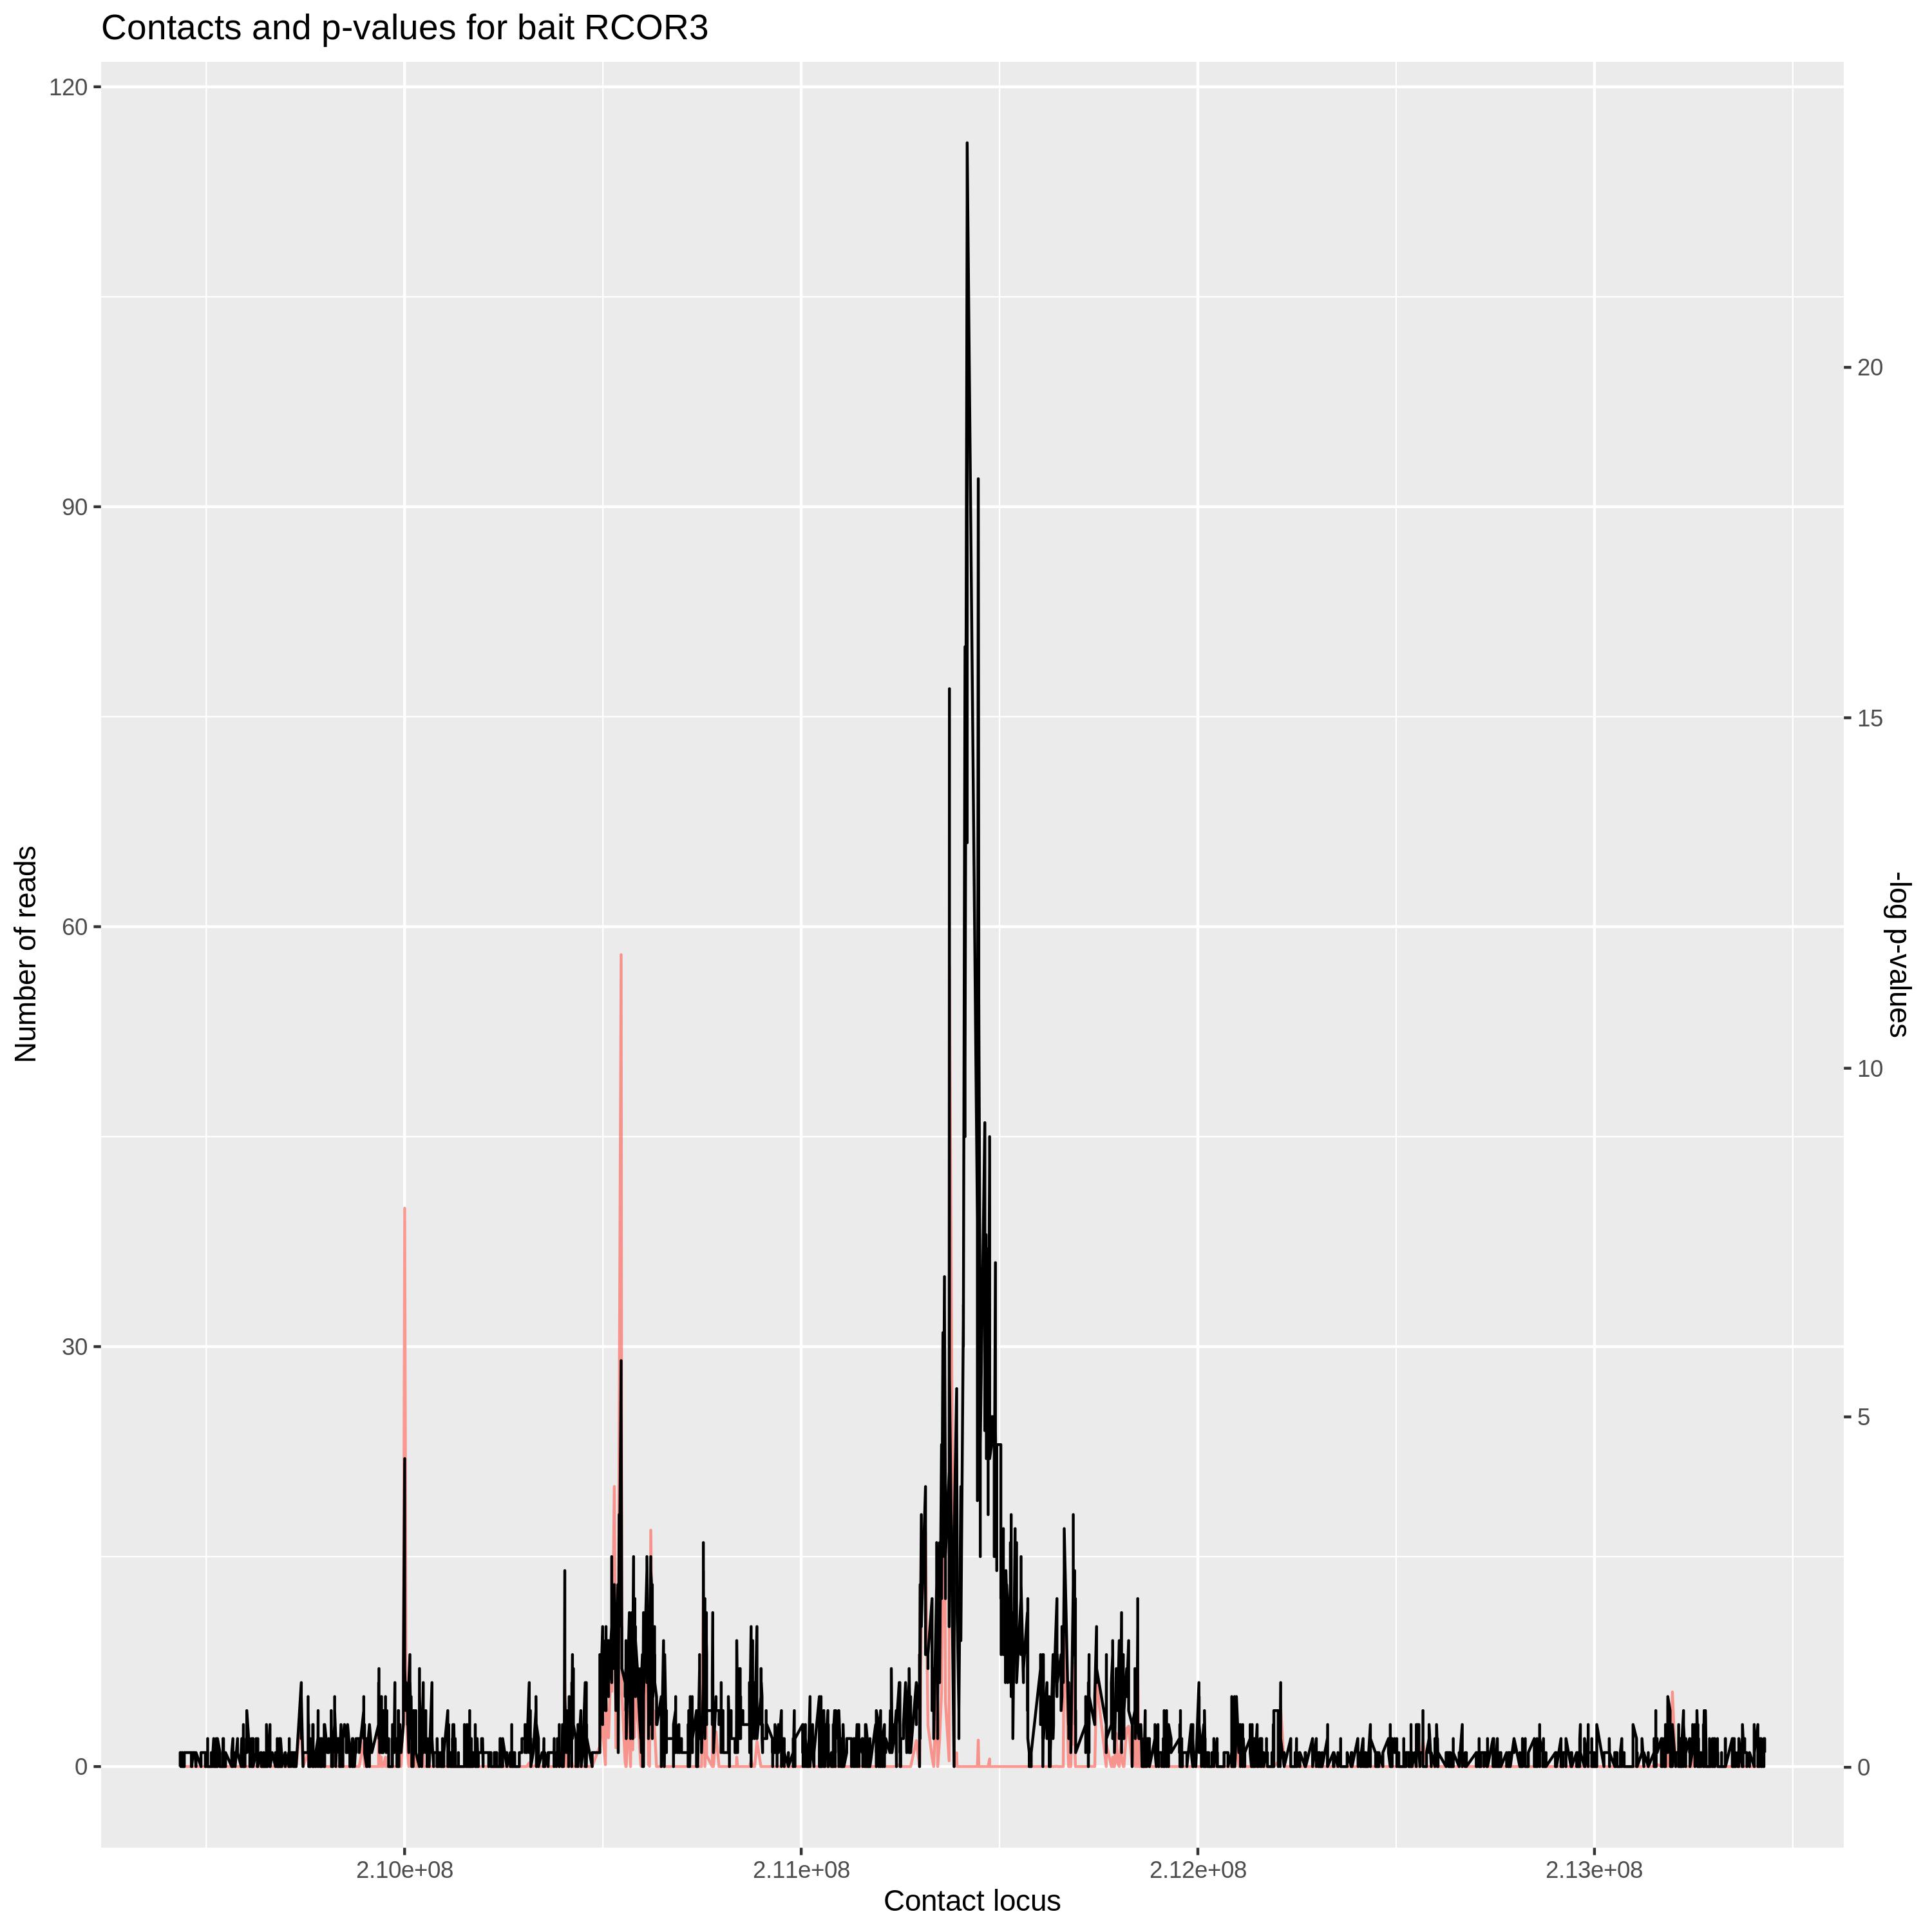 Contacts and p-values for bait RCOR3
120
90
60
30
0
Number of reads
20
15
10
5
0
-log p-values
2.10e+08
2.11e+08
2.12e+08
2.13e+08
Contact locus